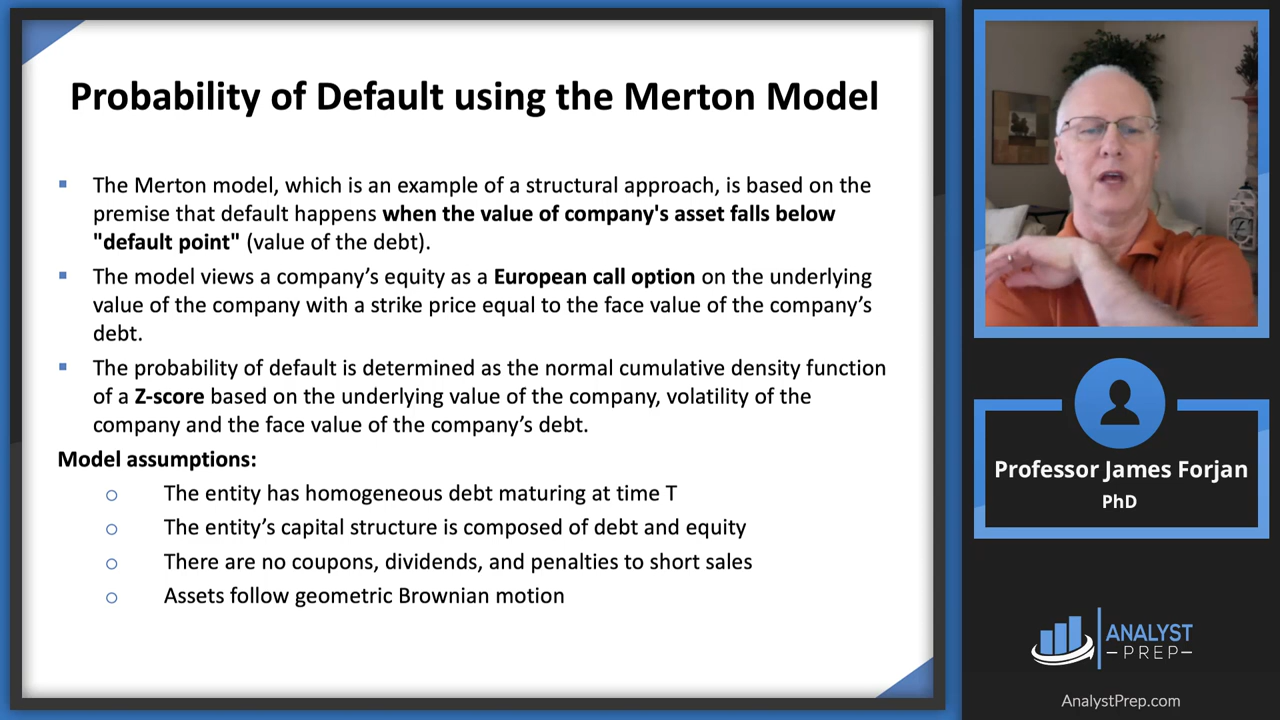 Probability of Default using the Merton Model
▪ The Merton model, which is an example of a structural approach, is based on the
premise that default happens when the value of company's asset falls below
"default point" (value of the debt).
▪ The model views a company’s equity as a European call option on the underlying
value of the company with a strike price equal to the face value of the company’s
debt.
▪ The probability of default is determined as the normal cumulative density function
of a Z-score based on the underlying value of the company, volatility of the
company and the face value of the company’s debt.
Model assumptions:
o The entity has homogeneous debt maturing at time T
o The entity’s capital structure is composed of debt and equity
o There are no coupons, dividends, and penalties to short sales
o Assets follow geometric Brownian motion
Professor James Forjan
PhD
ANALYST
–PREP–
AnalystPrep.com